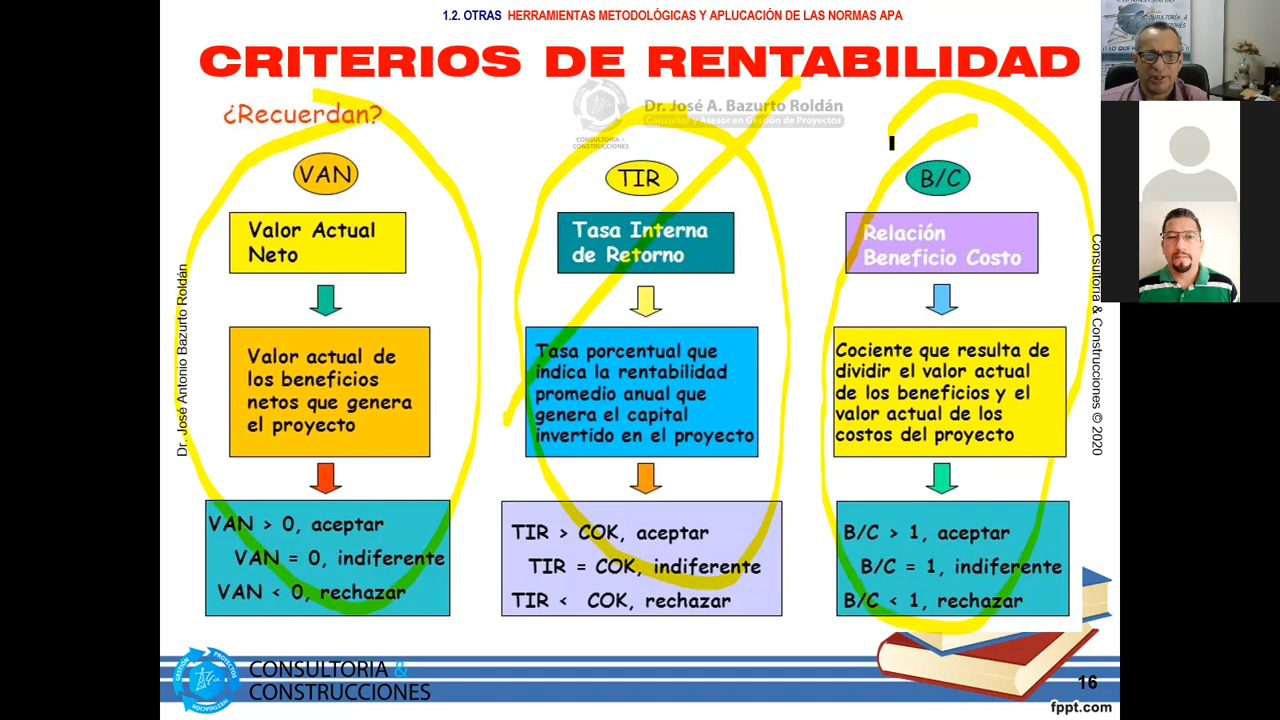 1.2. OTRAS HERRAMIENTAS METODOLÓGICAS Y APLUCACIÓN DE LAS NORMAS APA
CRITERIOS DE RENTABILIDAD
¿Recuerdan?
Dr. José A. Bazurto Roldán
Consultor y Asesor en Gestión de Proyectos
CONSULTORIA &
CONSTRUCCIONES
VAN
Valor Actual
Neto
Valor actual de
los beneficios
netos que genera
el proyecto
VAN > 0, aceptar
VAN = 0, indiferente
VAN < 0, rechazar
TIR
Tasa Interna
de Retorno
Tasa porcentual que
indica la rentabilidad
promedio anual que
genera el capital
invertido en el proyecto
TIR > COK, aceptar
TIR = COK, indiferente
TIR < COK, rechazar
B/C
Relación
Beneficio Costo
Cociente que resulta de
dividir el valor actual
de los beneficios y el
valor actual de los
costos del proyecto
B/C > 1, aceptar
B/C = 1, indiferente
B/C < 1, rechazar
Dr. José Antonio Bazurto Roldán
Consultoría & Construcciones © 2020
GESTIÓN
PROYECTOS
CONSULTORIA &
CONSTRUCCIONES
16
fppt.com